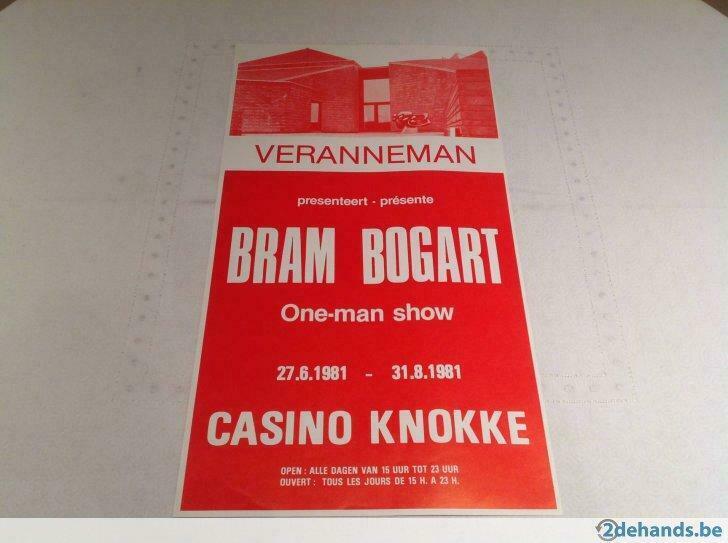 VERANNEMAN
presenteert - présente
BRAM BOGART
One-man show
27.6.1981 - 31.8.1981
CASINO KNOKKE
OPEN : ALLE DAGEN VAN 15 UUR TOT 23 UUR
OUVERT : TOUS LES JOURS DE 15 H. A 23 H.
2dehands.be